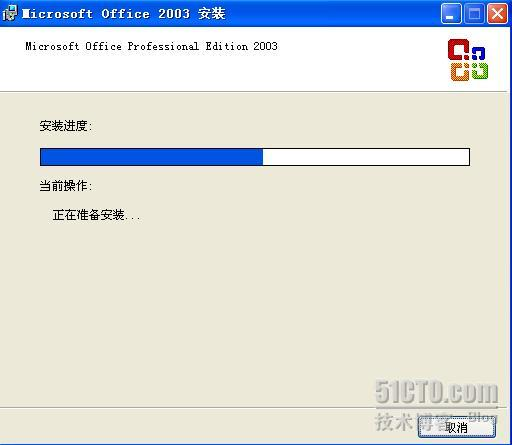 Microsoft Office 2003 安装
Microsoft Office Professional Edition 2003
安装进度:
当前操作:
正在准备安装...
51CTO.com
技术博客 Blog
取消